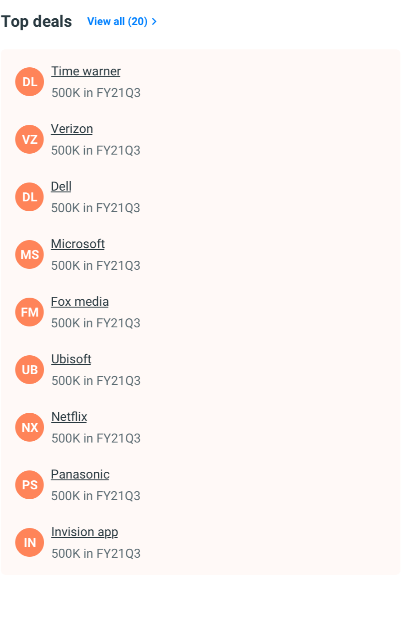 Top deals View all (20)
DL Time warner
500K in FY21Q3
VZ Verizon
500K in FY21Q3
DL Dell
500K in FY21Q3
MS Microsoft
500K in FY21Q3
FM Fox media
500K in FY21Q3
UB Ubisoft
500K in FY21Q3
NX Netflix
500K in FY21Q3
PS Panasonic
500K in FY21Q3
IN Invision app
500K in FY21Q3